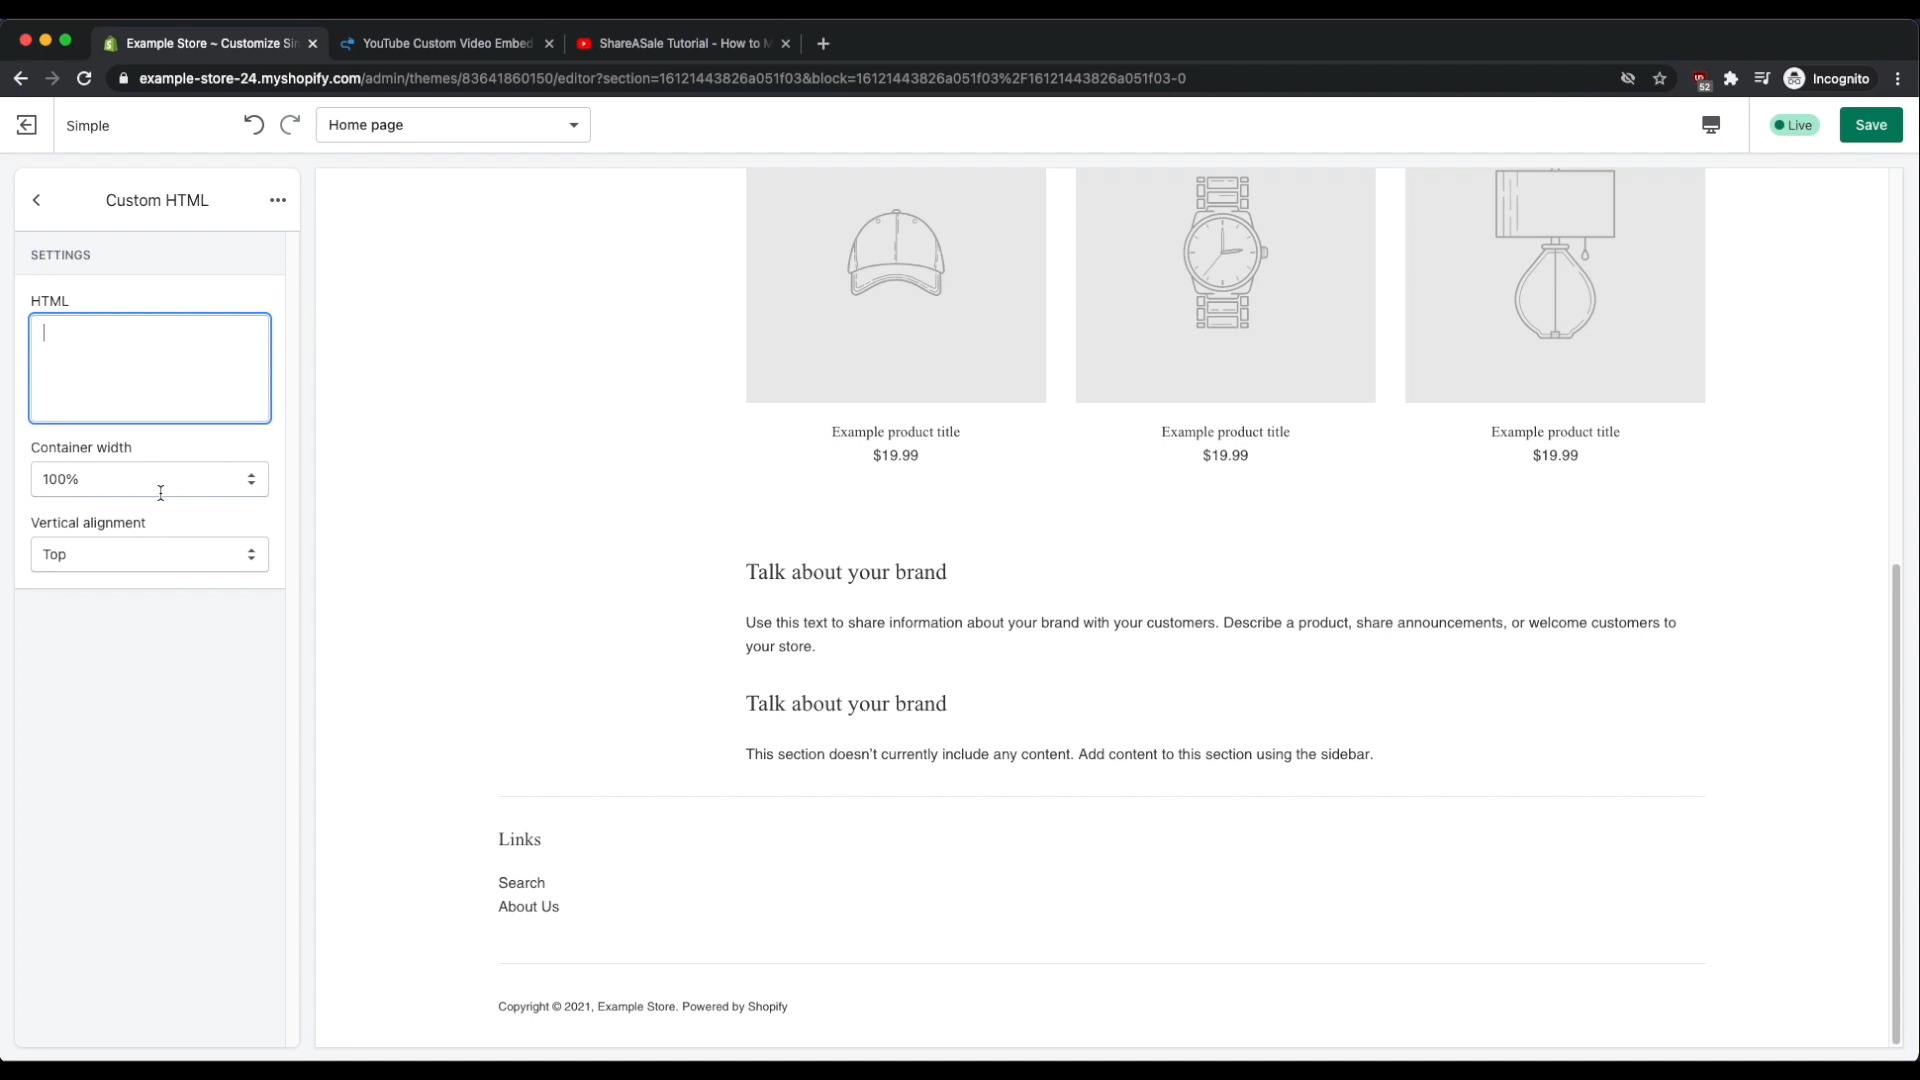 Example Store ~ Customize Sin
YouTube Custom Video Embed
ShareASale Tutorial - How to M
example-store-24.myshopify.com/admin/themes/83641860150/editor?section=16121443826a051f03&block=16121443826a051f03%2F16121443826a051f03-0
52
Incognito
Simple
Home page
Live
Save
Custom HTML
SETTINGS
HTML
Container width
100%
Vertical alignment
Top
Example product title
$19.99
Example product title
$19.99
Example product title
$19.99
Talk about your brand
Use this text to share information about your brand with your customers. Describe a product, share announcements, or welcome customers to
your store.
Talk about your brand
This section doesn't currently include any content. Add content to this section using the sidebar.
Links
Search
About Us
Copyright © 2021, Example Store. Powered by Shopify